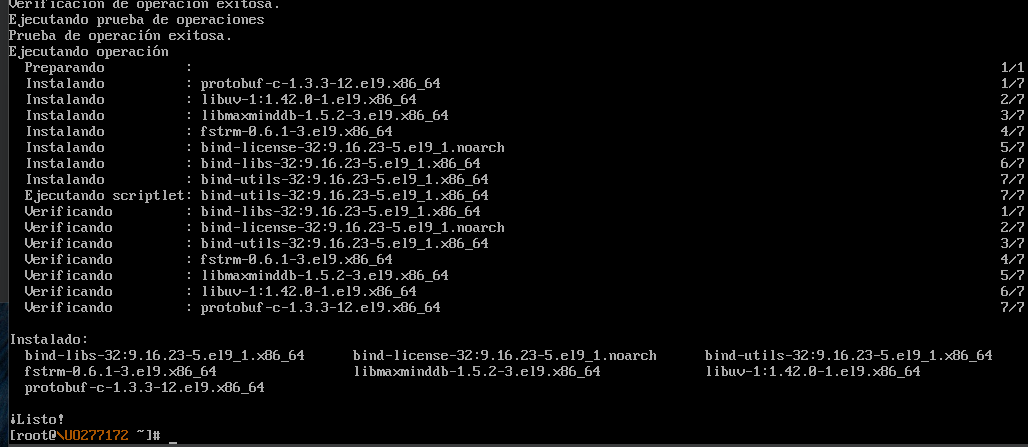 Verificación de operación exitosa.
Ejecutando prueba de operaciones
Prueba de operación exitosa.
Ejecutando operación
  Preparando          :                                                                                                     1/1
  Instalando          : protobuf-c-1.3.3-12.el9.x86_64                                                                      1/7
  Instalando          : libuv-1:1.42.0-1.el9.x86_64                                                                         2/7
  Instalando          : libmaxminddb-1.5.2-3.el9.x86_64                                                                     3/7
  Instalando          : fstrm-0.6.1-3.el9.x86_64                                                                            4/7
  Instalando          : bind-license-32:9.16.23-5.el9_1.noarch                                                              5/7
  Instalando          : bind-libs-32:9.16.23-5.el9_1.x86_64                                                                 6/7
  Instalando          : bind-utils-32:9.16.23-5.el9_1.x86_64                                                                7/7
  Ejecutando scriptlet: bind-utils-32:9.16.23-5.el9_1.x86_64                                                                7/7
  Verificando         : bind-libs-32:9.16.23-5.el9_1.x86_64                                                                 1/7
  Verificando         : bind-license-32:9.16.23-5.el9_1.noarch                                                              2/7
  Verificando         : bind-utils-32:9.16.23-5.el9_1.x86_64                                                                3/7
  Verificando         : fstrm-0.6.1-3.el9.x86_64                                                                            4/7
  Verificando         : libmaxminddb-1.5.2-3.el9.x86_64                                                                     5/7
  Verificando         : libuv-1:1.42.0-1.el9.x86_64                                                                         6/7
  Verificando         : protobuf-c-1.3.3-12.el9.x86_64                                                                      7/7
Instalado:
  bind-libs-32:9.16.23-5.el9_1.x86_64      bind-license-32:9.16.23-5.el9_1.noarch      bind-utils-32:9.16.23-5.el9_1.x86_64
  fstrm-0.6.1-3.el9.x86_64                 libmaxminddb-1.5.2-3.el9.x86_64             libuv-1:1.42.0-1.el9.x86_64
  protobuf-c-1.3.3-12.el9.x86_64
¡Listo!
[root@\UO277172 ~]# _